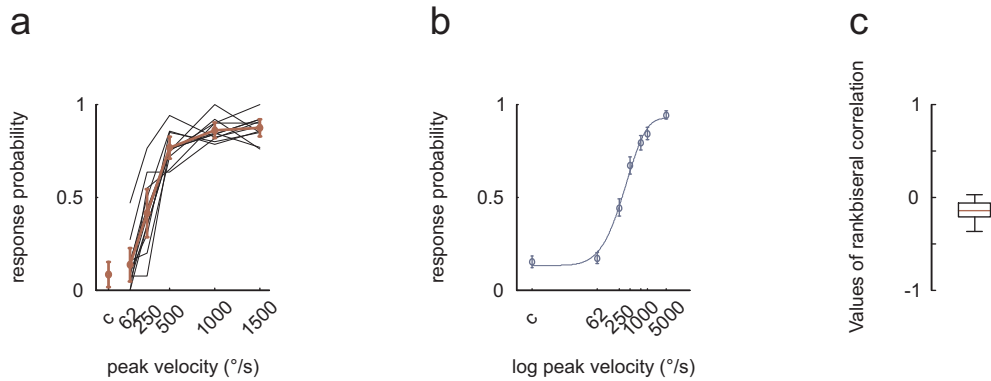 a
response probability
1
0.5
0
c
62
250
500
1000
1500
peak velocity (°/s)
b
response probability
1
0.5
0
c
62
250
1000
5000
log peak velocity (°/s)
c
Values of rankbiseral correlation
1
0
-1